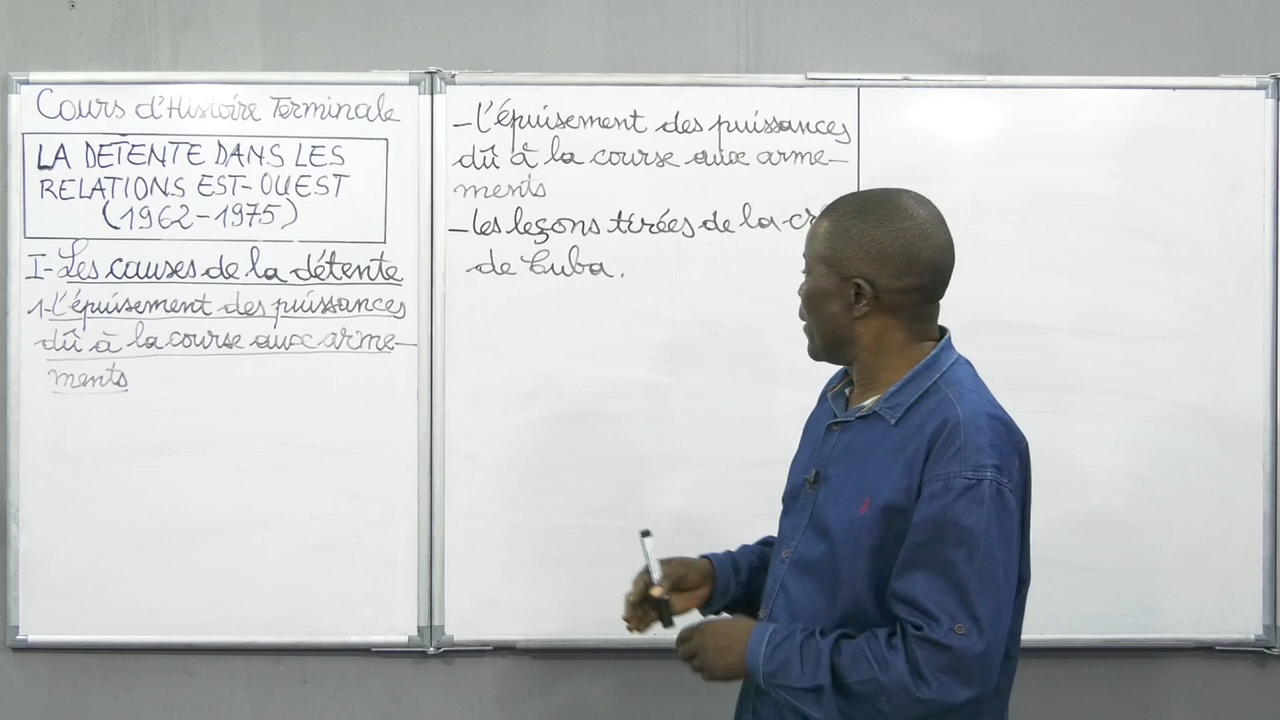 Cours d'Histoire Terminale
LA DETENTE DANS LES
RELATIONS EST-OUEST
(1962-1975)
I-Les causes de la détente
1-L'épuisement des puissances
dû à la course aux arme-
ments
-L'épuisement des puissances
dû à la course aux arme-
ments
-Les leçons tirées de la
de Cuba.